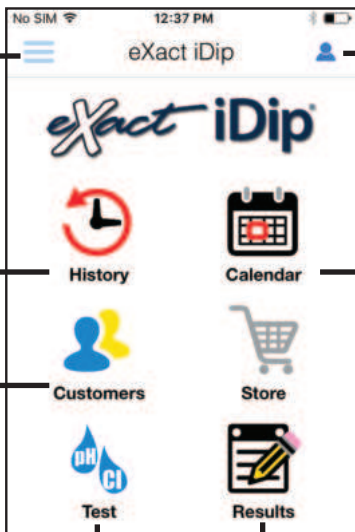 No SIM 12:37 PM
eXact iDip
eXact iDip®
History Calendar
Customers Store
pH Cl
Test Results